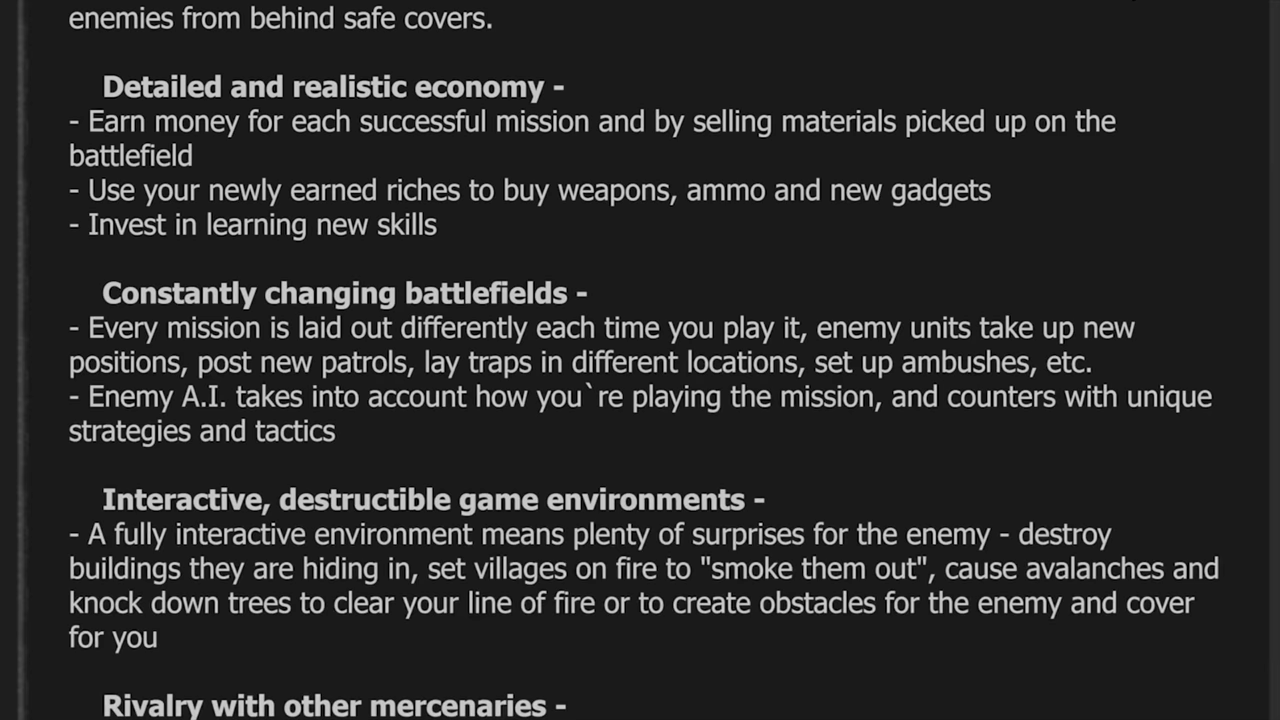 enemies from behind safe covers.
Detailed and realistic economy -
- Earn money for each successful mission and by selling materials picked up on the
battlefield
- Use your newly earned riches to buy weapons, ammo and new gadgets
- Invest in learning new skills
Constantly changing battlefields -
- Every mission is laid out differently each time you play it, enemy units take up new
positions, post new patrols, lay traps in different locations, set up ambushes, etc.
- Enemy A.I. takes into account how you`re playing the mission, and counters with unique
strategies and tactics
Interactive, destructible game environments -
- A fully interactive environment means plenty of surprises for the enemy - destroy
buildings they are hiding in, set villages on fire to "smoke them out", cause avalanches and
knock down trees to clear your line of fire or to create obstacles for the enemy and cover
for you
Rivalry with other mercenaries -